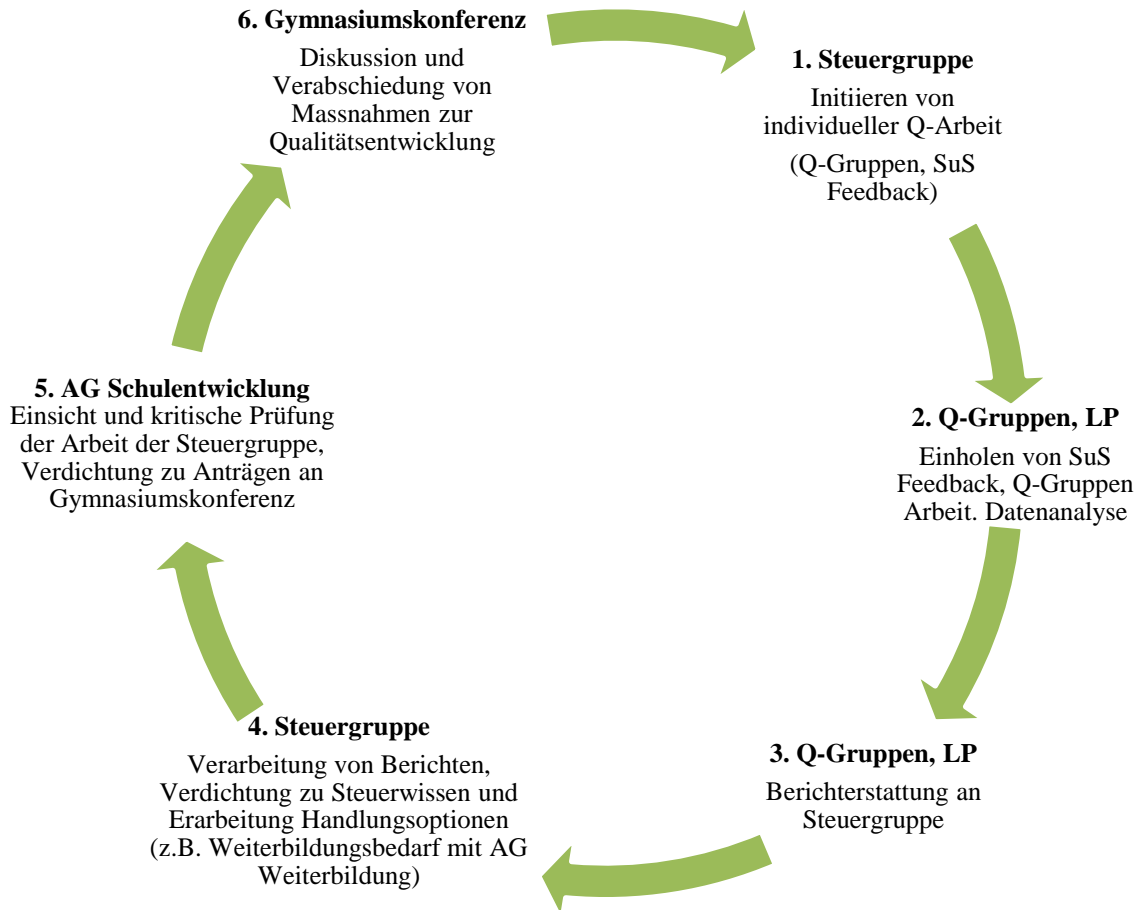 6. Gymnasiumskonferenz
Diskussion und
Verabschiedung von
Massnahmen zur
Qualitätsentwicklung
1. Steuergruppe
Initiieren von
individueller Q-Arbeit
(Q-Gruppen, SuS
Feedback)
2. Q-Gruppen, LP
Einholen von SuS
Feedback, Q-Gruppen
Arbeit. Datenanalyse
3. Q-Gruppen, LP
Berichterstattung an
Steuergruppe
4. Steuergruppe
Verarbeitung von Berichten,
Verdichtung zu Steuerwissen und
Erarbeitung Handlungsoptionen
(z.B. Weiterbildungsbedarf mit AG
Weiterbildung)
5. AG Schulentwicklung
Einsicht und kritische Prüfung
der Arbeit der Steuergruppe,
Verdichtung zu Anträgen an
Gymnasiumskonferenz